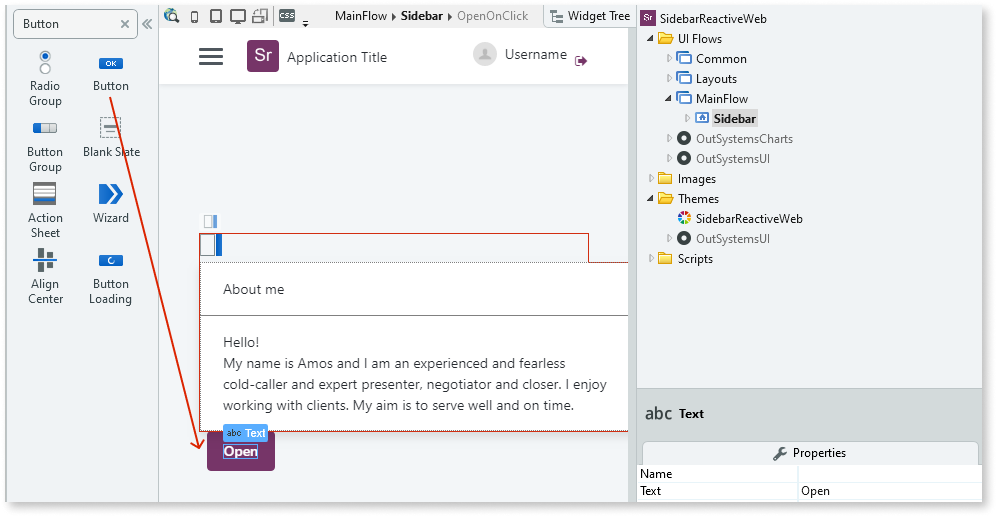 Button
Radio
Group
OK
Button
Button
Group
Blank Slate
Action
Sheet
Wizard
Align
Center
Button
Loading
CSS
MainFlow Sidebar OpenOnClick
Widget Tree
Sr
Application Title
Username
About me
Hello!
My name is Amos and I am an experienced and fearless
cold-caller and expert presenter, negotiator and closer. I enjoy
working with clients. My aim is to serve well and on time.
abc Text
Open
Sr SidebarReactiveWeb
UI Flows
Common
Layouts
MainFlow
Sidebar
OutSystemsCharts
OutSystemsUI
Images
Themes
SidebarReactiveWeb
OutSystemsUI
Scripts
abc Text
Properties
Name
Text Open